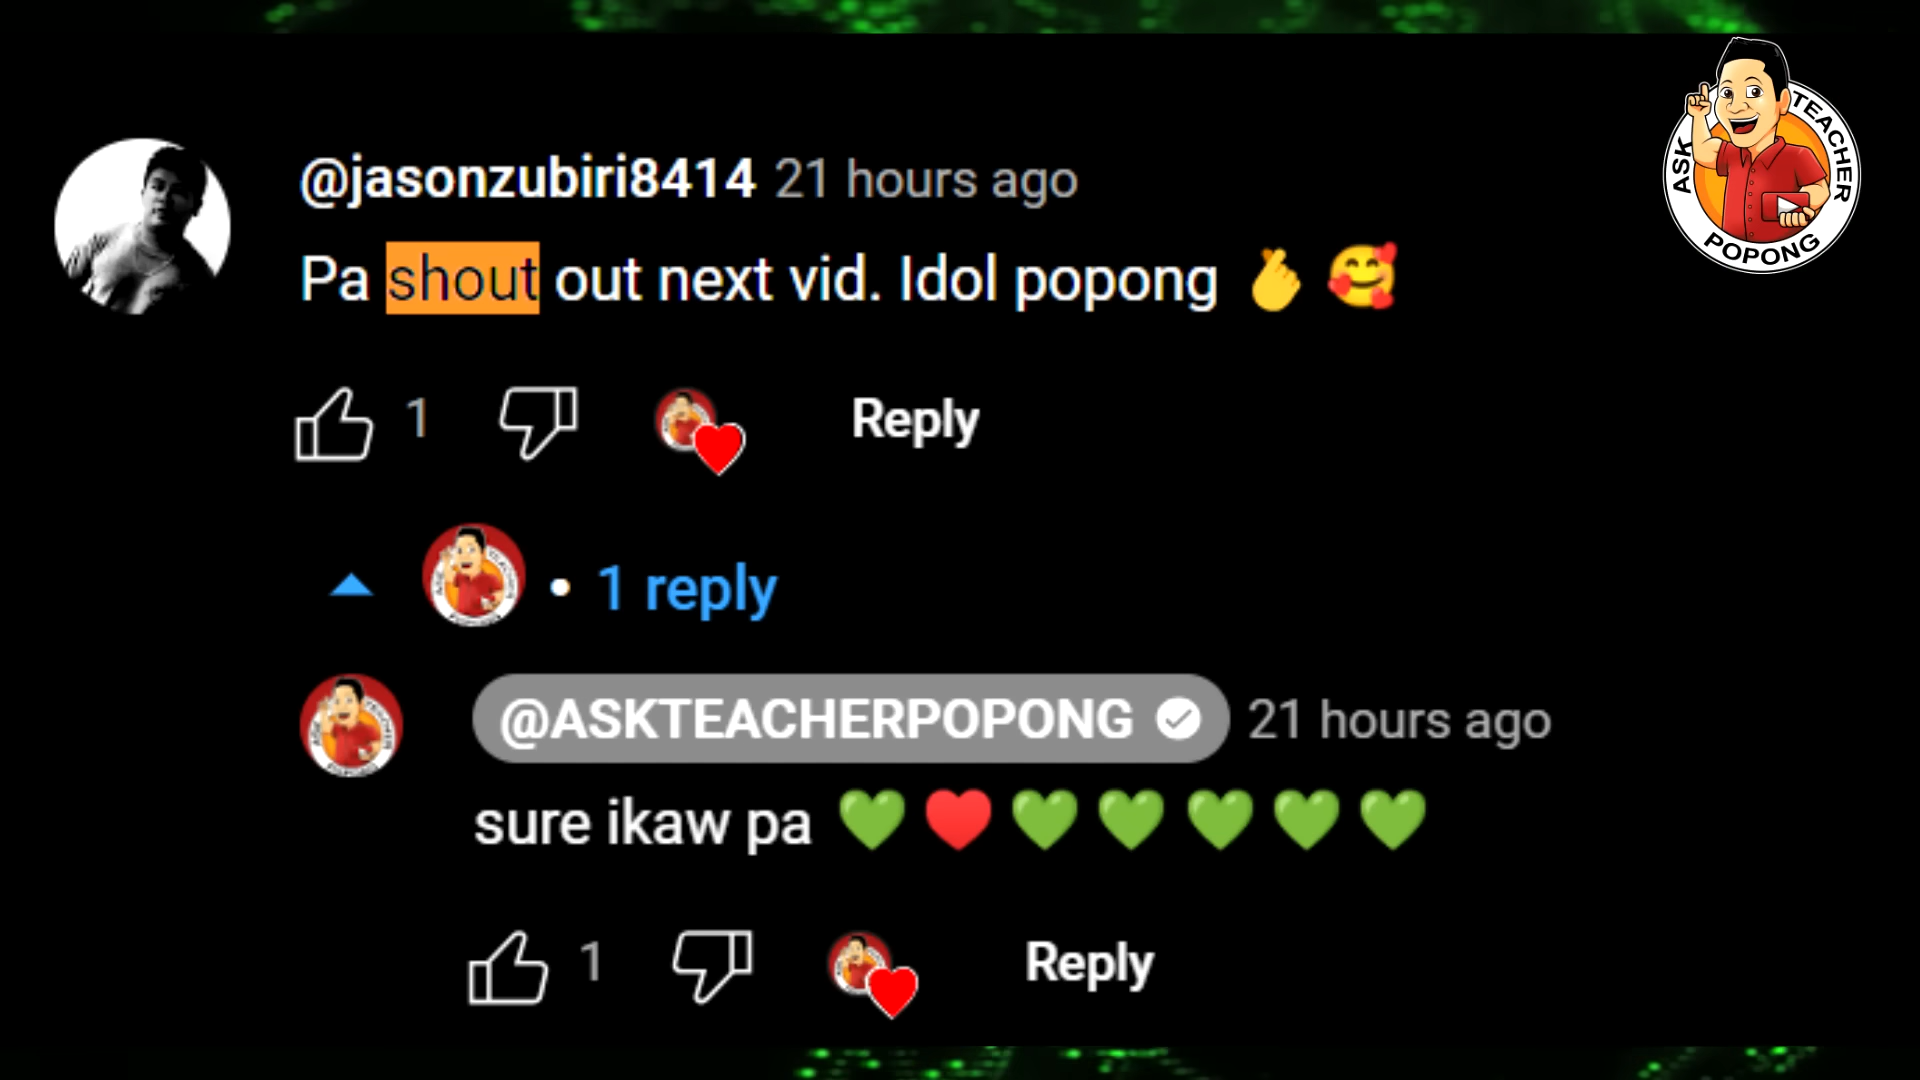 ASK TEACHER POPONG
@jasonzubiri8414 21 hours ago
Pa shout out next vid. Idol popong 🫰 🥰
1 Reply
• 1 reply
@ASKTEACHERPOPONG 21 hours ago
sure ikaw pa 💚 ❤️ 💚 💚 💚 💚 💚
1 Reply